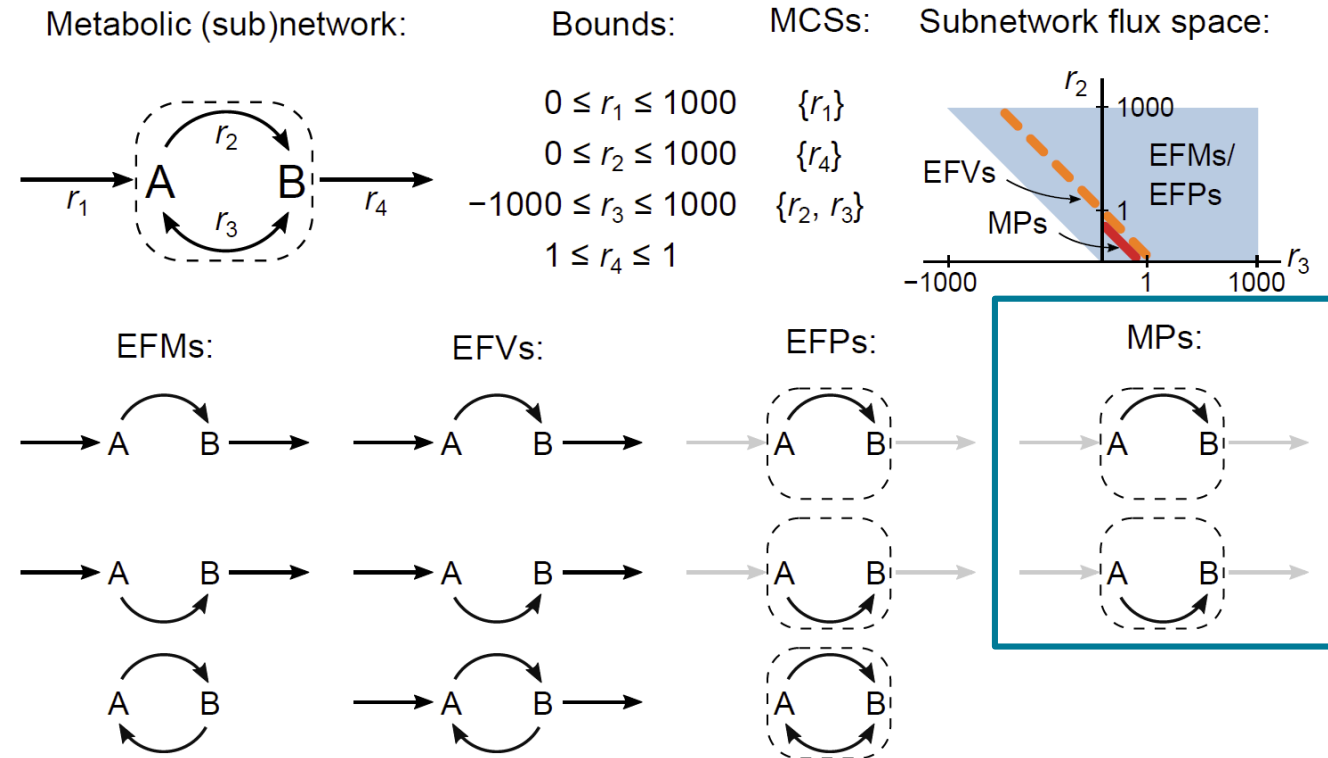 Metabolic (sub)network: Bounds: MCSs: Subnetwork flux space:
r1 A r2 r3 B r4
0 ≤ r1 ≤ 1000 {r1}
0 ≤ r2 ≤ 1000 {r4}
−1000 ≤ r3 ≤ 1000 {r2, r3}
1 ≤ r4 ≤ 1
r2
1000
EFMs/
EFPs
EFVs
1
MPs
−1000 1 1000 r3
EFMs: EFVs: EFPs: MPs:
A B A B A B A B
A B A B A B A B
A B A B A B